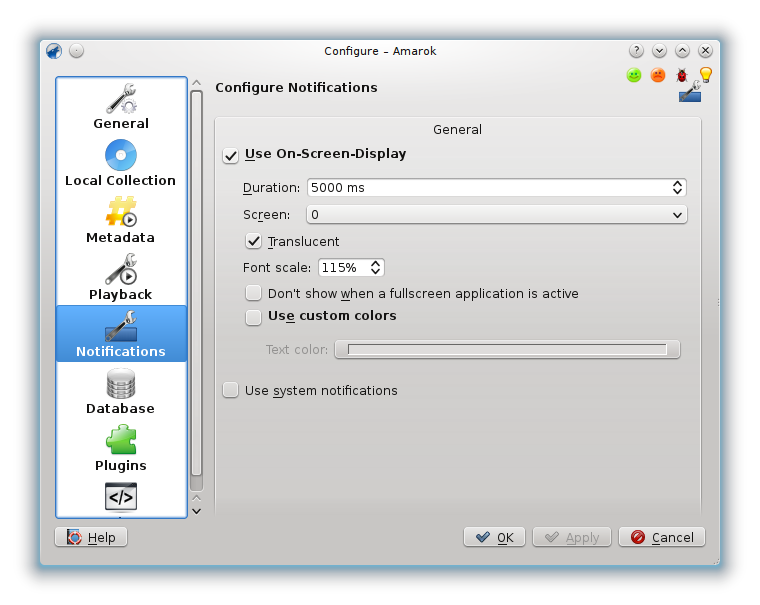 Configure – Amarok
Configure Notifications
General
Local Collection
Metadata
Playback
Notifications
Database
Plugins
General
Use On-Screen-Display
Duration: 5000 ms
Screen: 0
Translucent
Font scale: 115%
Don't show when a fullscreen application is active
Use custom colors
Text color:
Use system notifications
Help
OK
Apply
Cancel